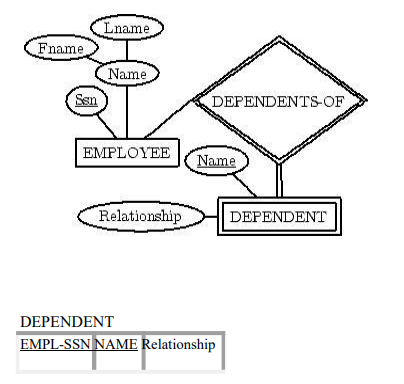 Lname
Fname
Name
Ssn
DEPENDENTS-OF
EMPLOYEE
Name
Relationship
DEPENDENT
DEPENDENT
EMPL-SSN NAME Relationship